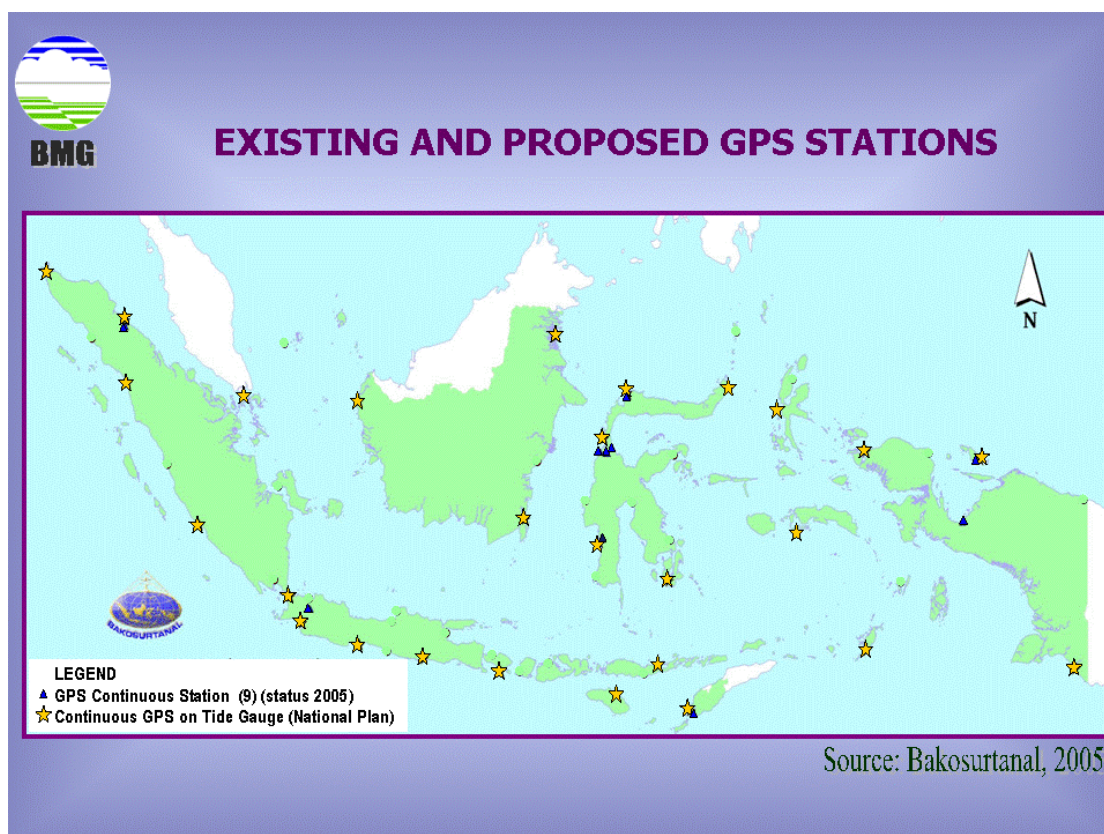 BMG
EXISTING AND PROPOSED GPS STATIONS
N
BAKOSURTANAL
LEGEND
GPS Continuous Station (9) (status 2005)
Continuous GPS on Tide Gauge (National Plan)
Source: Bakosurtanal, 2005